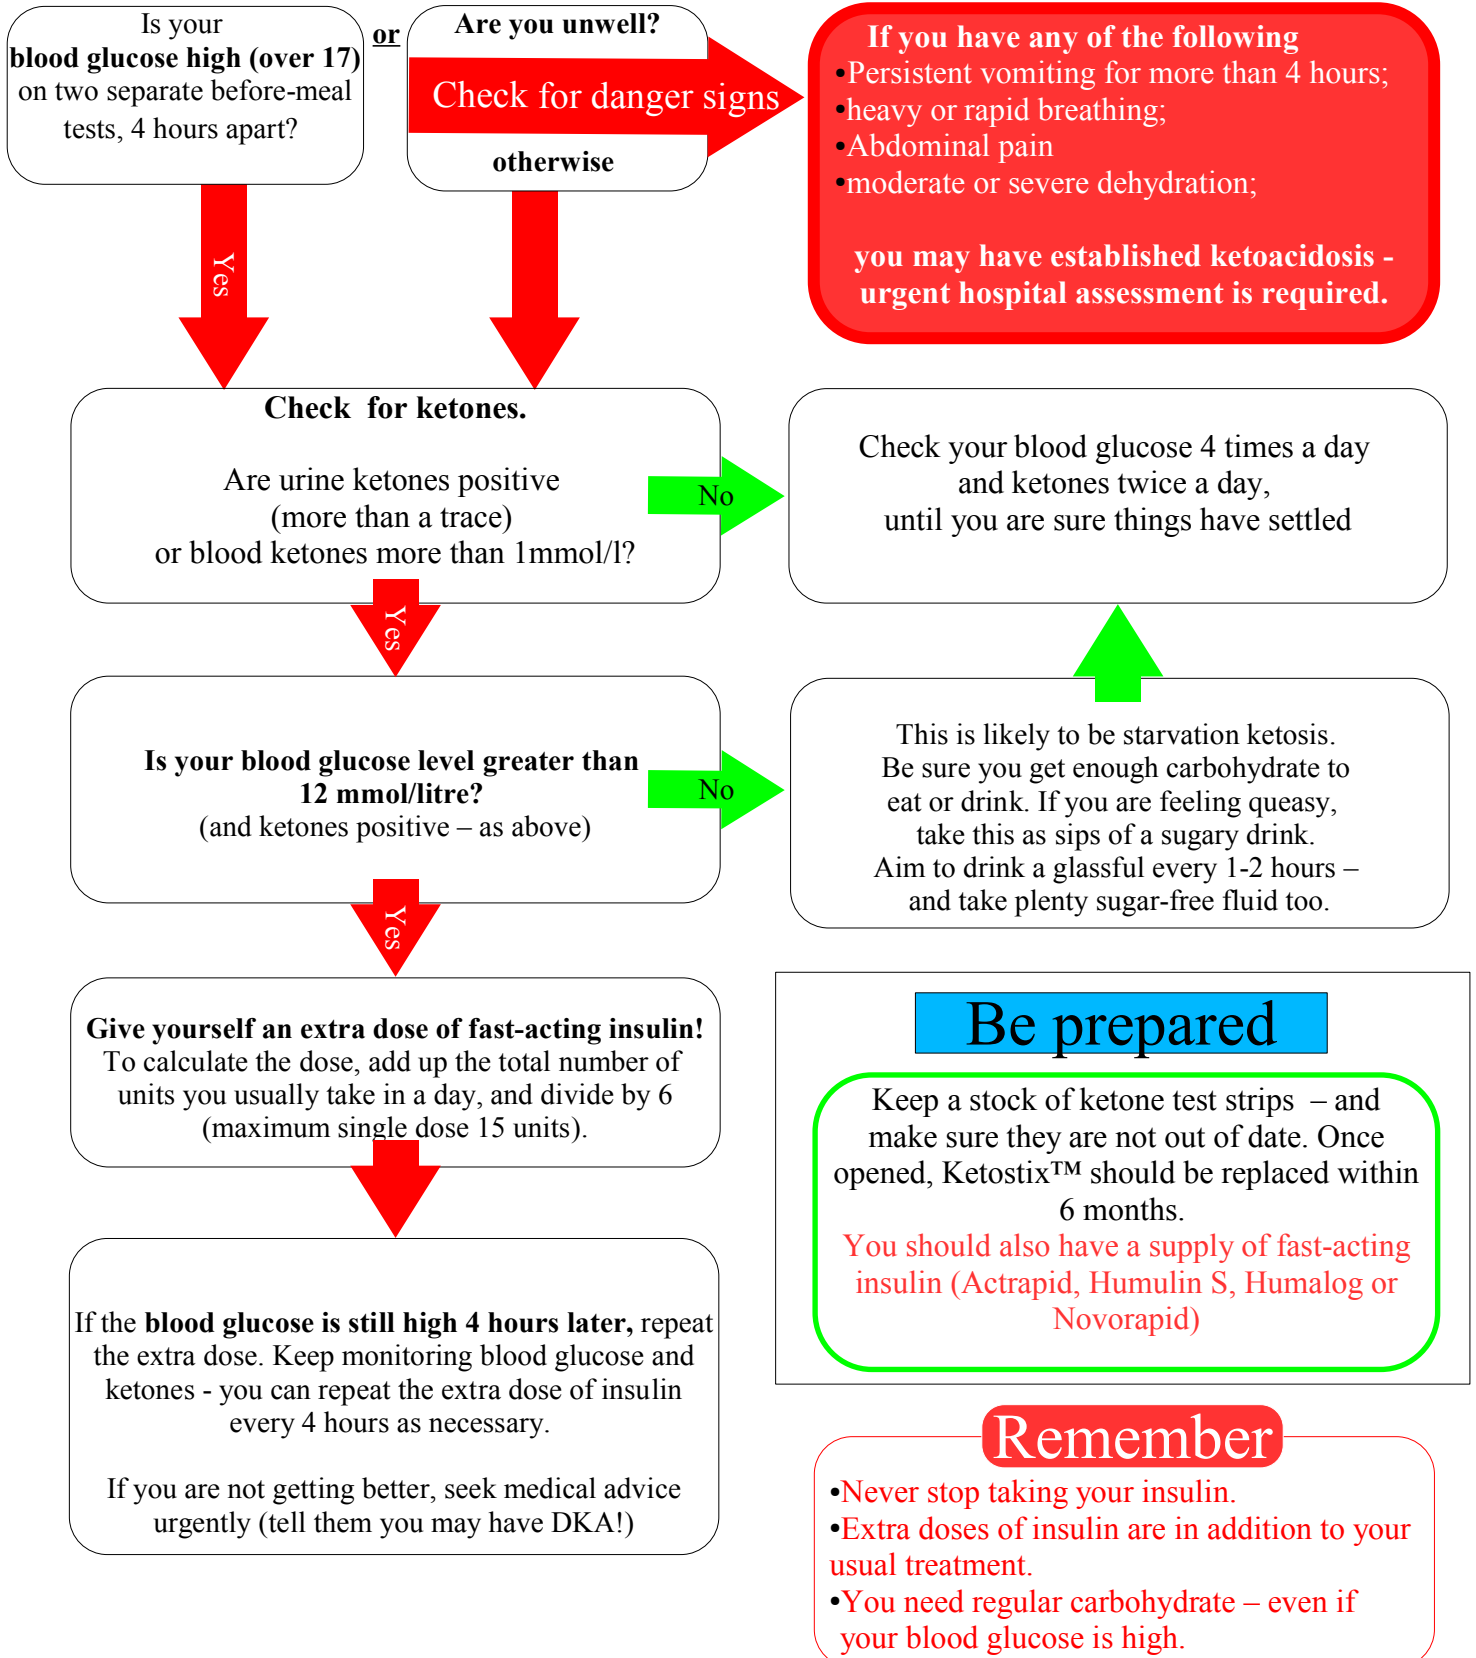 Is your
blood glucose high (over 17)
on two separate before-meal
tests, 4 hours apart?
or
Are you unwell?
Check for danger signs
otherwise
If you have any of the following
•Persistent vomiting for more than 4 hours;
•heavy or rapid breathing;
•Abdominal pain
•moderate or severe dehydration;
you may have established ketoacidosis -
urgent hospital assessment is required.
Yes
Check for ketones.
Are urine ketones positive
(more than a trace)
or blood ketones more than 1mmol/l?
No
Check your blood glucose 4 times a day
and ketones twice a day,
until you are sure things have settled
Yes
Is your blood glucose level greater than
12 mmol/litre?
(and ketones positive – as above)
No
This is likely to be starvation ketosis.
Be sure you get enough carbohydrate to
eat or drink. If you are feeling queasy,
take this as sips of a sugary drink.
Aim to drink a glassful every 1-2 hours –
and take plenty sugar-free fluid too.
Yes
Give yourself an extra dose of fast-acting insulin!
To calculate the dose, add up the total number of
units you usually take in a day, and divide by 6
(maximum single dose 15 units).
If the blood glucose is still high 4 hours later, repeat
the extra dose. Keep monitoring blood glucose and
ketones - you can repeat the extra dose of insulin
every 4 hours as necessary.
If you are not getting better, seek medical advice
urgently (tell them you may have DKA!)
Be prepared
Keep a stock of ketone test strips – and
make sure they are not out of date. Once
opened, Ketostix™ should be replaced within
6 months.
You should also have a supply of fast-acting
insulin (Actrapid, Humulin S, Humalog or
Novorapid)
Remember
•Never stop taking your insulin.
•Extra doses of insulin are in addition to your
usual treatment.
•You need regular carbohydrate – even if
your blood glucose is high.